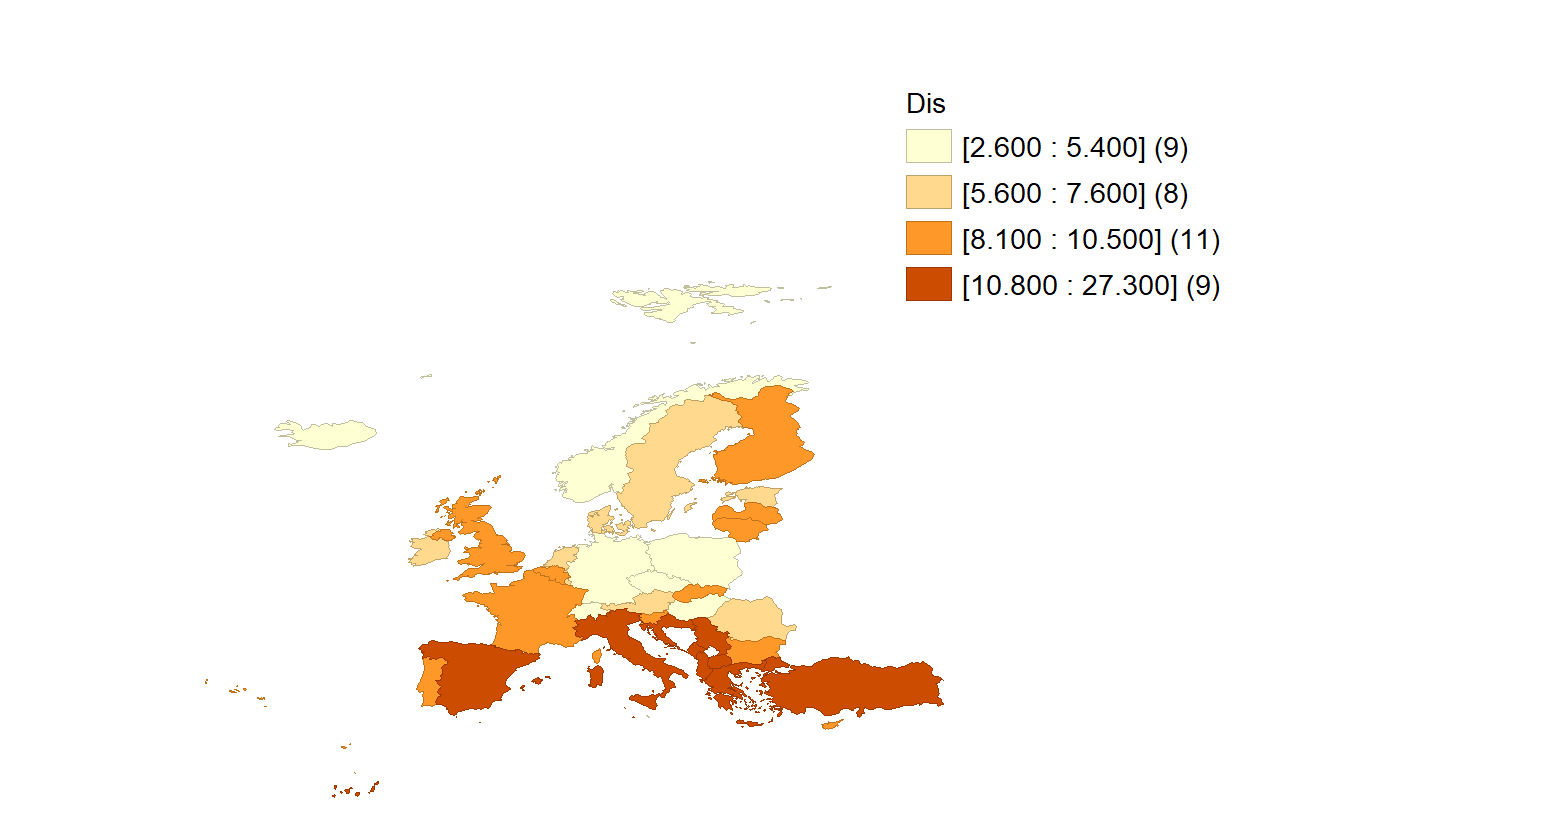 Dis
[2.600 : 5.400] (9)
[5.600 : 7.600] (8)
[8.100 : 10.500] (11)
[10.800 : 27.300] (9)